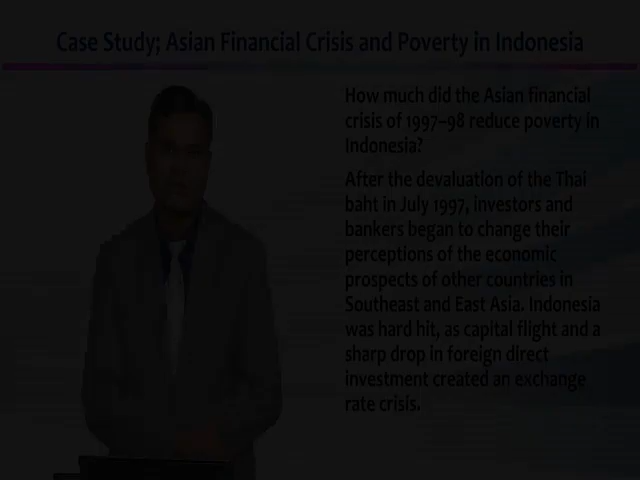 Case Study; Asian Financial Crisis and Poverty in Indonesia
How much did the Asian financial
crisis of 1997–98 reduce poverty in
Indonesia?
After the devaluation of the Thai
baht in July 1997, investors and
bankers began to change their
perceptions of the economic
prospects of other countries in
Southeast and East Asia. Indonesia
was hard hit, as capital flight and a
sharp drop in foreign direct
investment created an exchange
rate crisis.